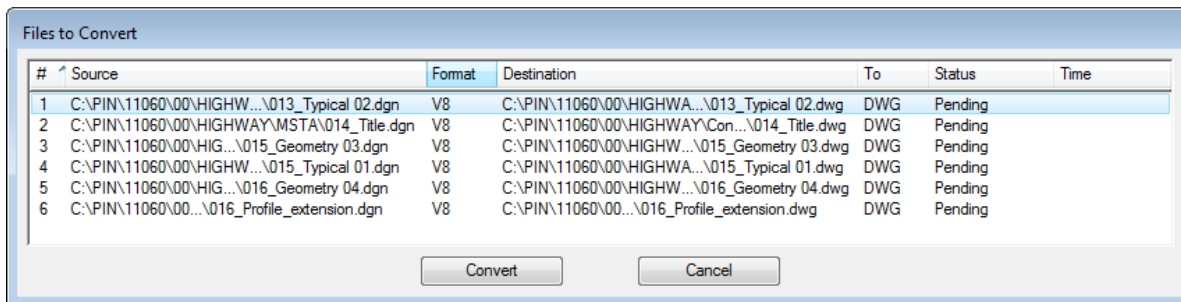 Files to Convert
# Source Format Destination To Status Time
1 C:\PIN\11060\00\HIGHW...\013_Typical 02.dgn V8 C:\PIN\11060\00\HIGHWA...\013_Typical 02.dwg DWG Pending
2 C:\PIN\11060\00\HIGHWAY\MSTA\014_Title.dgn V8 C:\PIN\11060\00\HIGHWAY\Con...\014_Title.dwg DWG Pending
3 C:\PIN\11060\00\HIG...\015_Geometry 03.dgn V8 C:\PIN\11060\00\HIGHW...\015_Geometry 03.dwg DWG Pending
4 C:\PIN\11060\00\HIGHW...\015_Typical 01.dgn V8 C:\PIN\11060\00\HIGHWA...\015_Typical 01.dwg DWG Pending
5 C:\PIN\11060\00\HIG...\016_Geometry 04.dgn V8 C:\PIN\11060\00\HIGHW...\016_Geometry 04.dwg DWG Pending
6 C:\PIN\11060\00...\016_Profile_extension.dgn V8 C:\PIN\11060\00...\016_Profile_extension.dwg DWG Pending
Convert Cancel